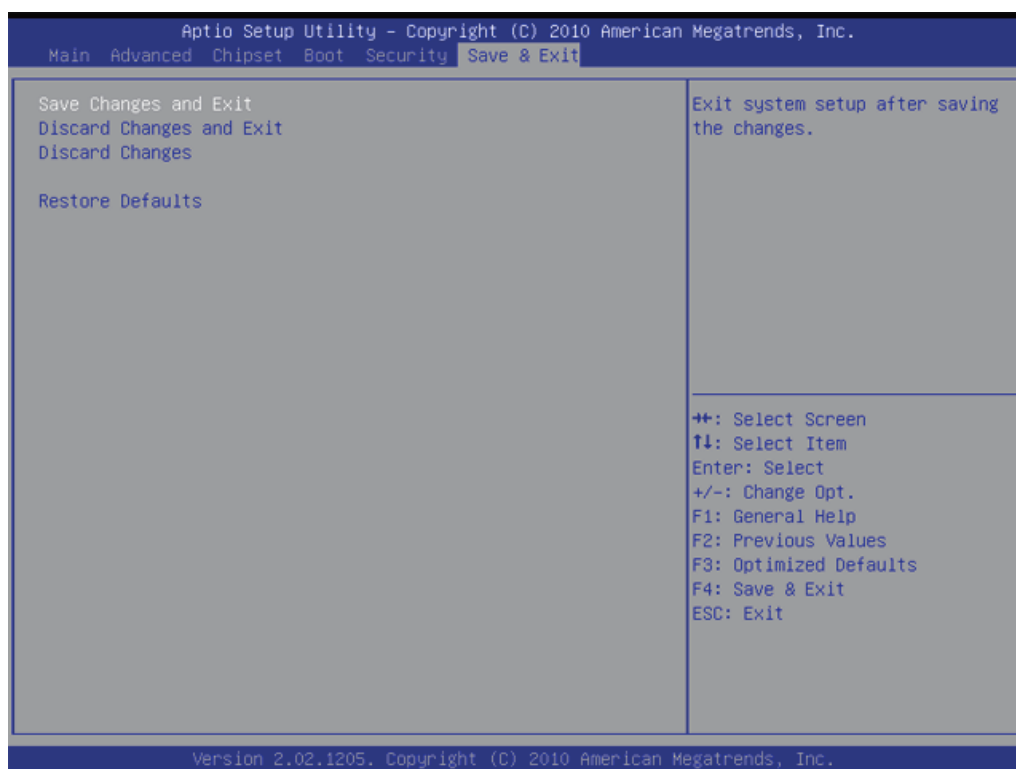 Aptio Setup Utility – Copyright (C) 2010 American Megatrends, Inc.
Main Advanced Chipset Boot Security Save & Exit
Save Changes and Exit
Discard Changes and Exit
Discard Changes
Restore Defaults
Exit system setup after saving
the changes.
→←: Select Screen
↑↓: Select Item
Enter: Select
+/-: Change Opt.
F1: General Help
F2: Previous Values
F3: Optimized Defaults
F4: Save & Exit
ESC: Exit
Version 2.02.1205. Copyright (C) 2010 American Megatrends, Inc.